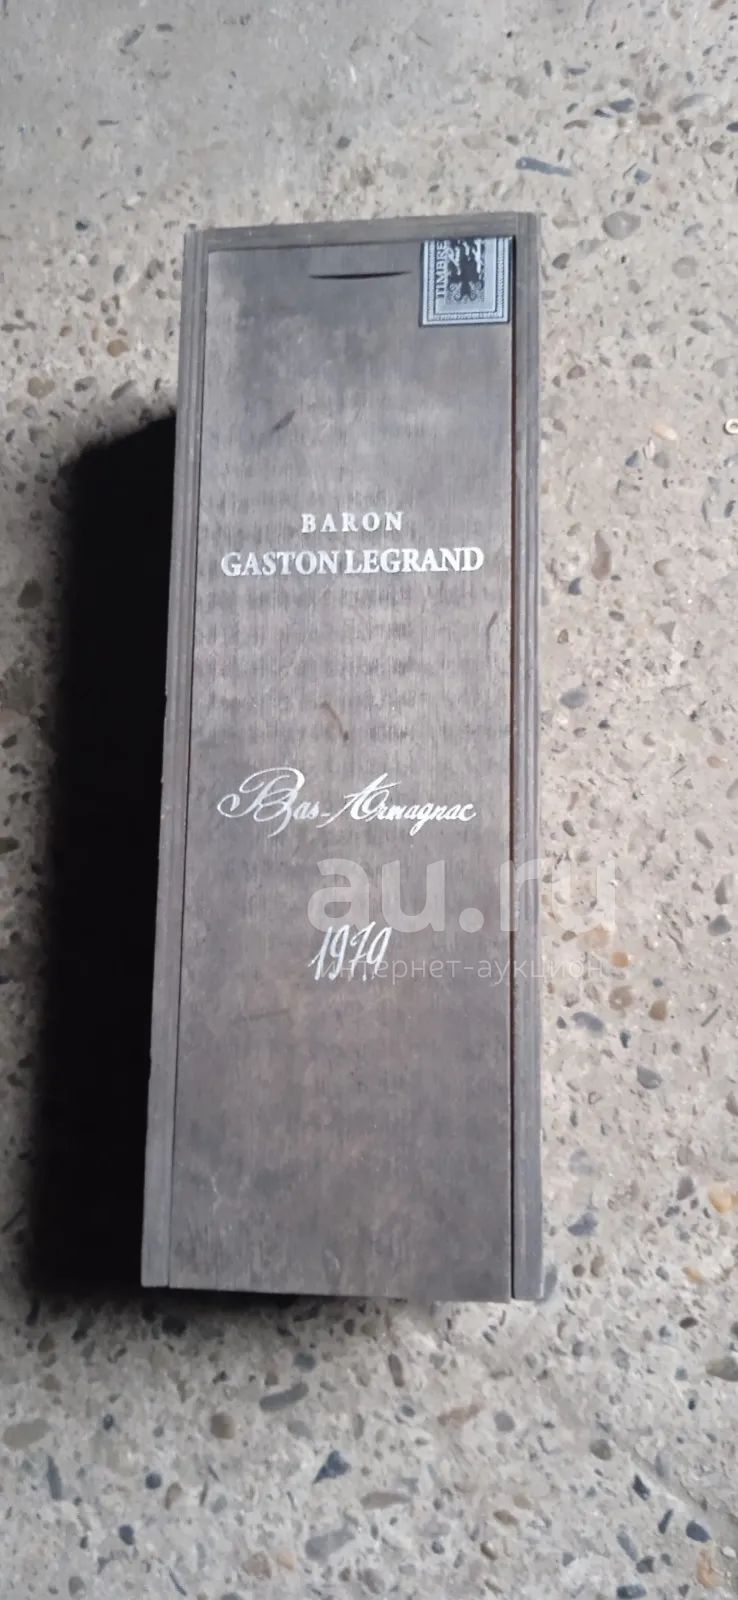 TIMBRE
BARON
GASTON LEGRAND
Bas-Armagnac
au.ru
1979
интернет-аукцион